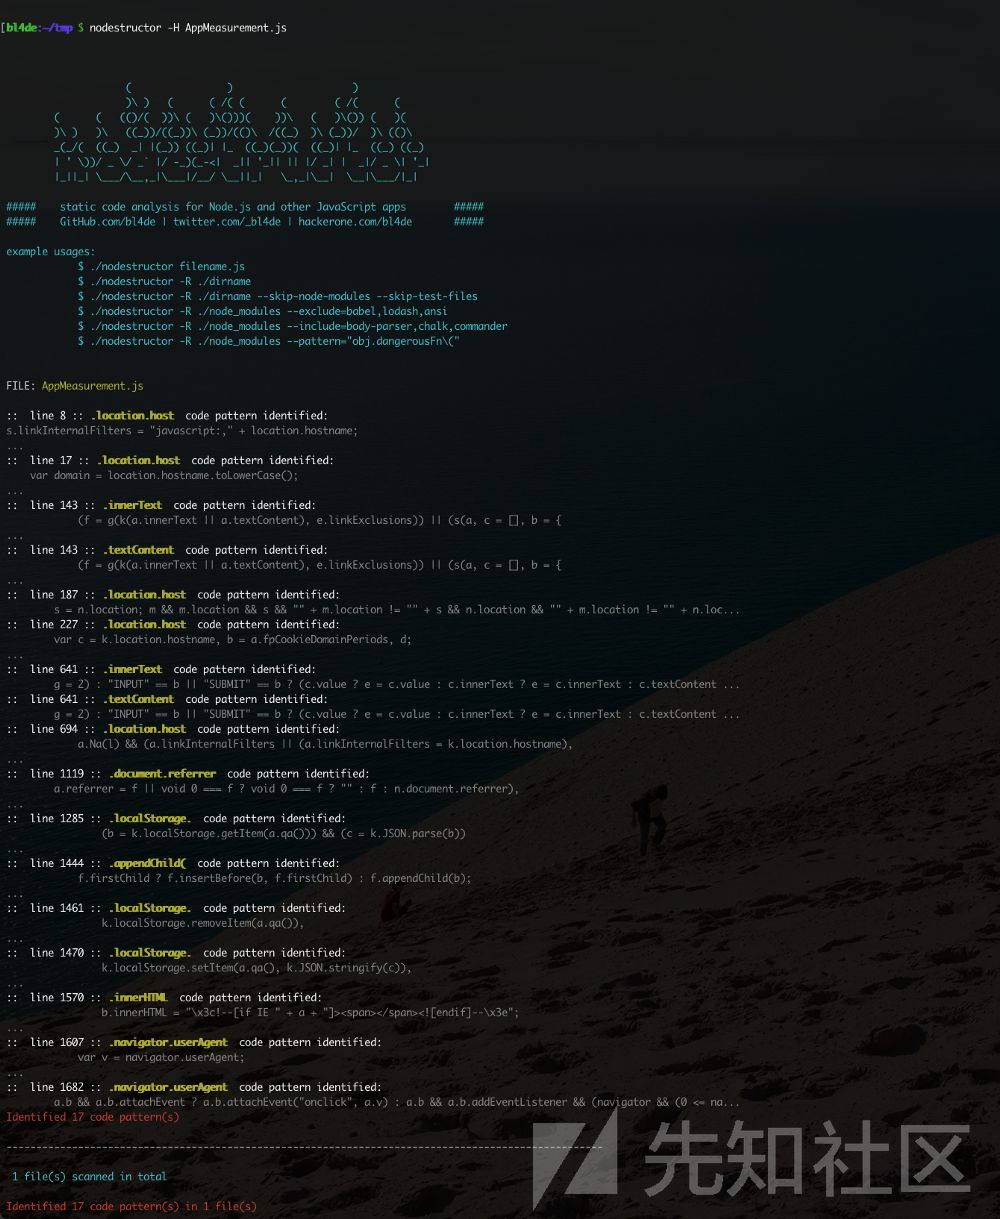 [bl4de:~/tmp $ nodestructor -H AppMeasurement.js
##### static code analysis for Node.js and other JavaScript apps #####
##### GitHub.com/bl4de | twitter.com/_bl4de | hackerone.com/bl4de #####
example usages:
$ ./nodestructor filename.js
$ ./nodestructor -R ./dirname
$ ./nodestructor -R ./dirname --skip-node-modules --skip-test-files
$ ./nodestructor -R ./node_modules --exclude=babel,lodash,ansi
$ ./nodestructor -R ./node_modules --include=body-parser,chalk,commander
$ ./nodestructor -R ./node_modules --pattern="obj.dangerousFn\("
FILE: AppMeasurement.js
:: line 8 :: .location.host code pattern identified:
s.linkInternalFilters = "javascript:," + location.hostname;
...
:: line 17 :: .location.host code pattern identified:
var domain = location.hostname.toLowerCase();
...
:: line 143 :: .innerText code pattern identified:
(f = g(k(a.innerText || a.textContent), e.linkExclusions)) || (s(a, c = [], b = {
...
:: line 143 :: .textContent code pattern identified:
(f = g(k(a.innerText || a.textContent), e.linkExclusions)) || (s(a, c = [], b = {
...
:: line 187 :: .location.host code pattern identified:
s = n.location; m && m.location && s && "" + m.location != "" + s && n.location && "" + m.location != "" + n.loc...
:: line 227 :: .location.host code pattern identified:
var c = k.location.hostname, b = a.fpCookieDomainPeriods, d;
...
:: line 641 :: .innerText code pattern identified:
g = 2) : "INPUT" == b || "SUBMIT" == b ? (c.value ? e = c.value : c.innerText ? e = c.innerText : c.textContent ...
:: line 641 :: .textContent code pattern identified:
g = 2) : "INPUT" == b || "SUBMIT" == b ? (c.value ? e = c.value : c.innerText ? e = c.innerText : c.textContent ...
:: line 694 :: .location.host code pattern identified:
a.Na(l) && (a.linkInternalFilters || (a.linkInternalFilters = k.location.hostname),
...
:: line 1119 :: .document.referrer code pattern identified:
a.referrer = f || void 0 === f ? void 0 === f ? "" : f : n.document.referrer),
...
:: line 1285 :: .localStorage. code pattern identified:
(b = k.localStorage.getItem(a.qa())) && (c = k.JSON.parse(b))
...
:: line 1444 :: .appendChild( code pattern identified:
f.firstChild ? f.insertBefore(b, f.firstChild) : f.appendChild(b);
...
:: line 1461 :: .localStorage. code pattern identified:
k.localStorage.removeItem(a.qa()),
...
:: line 1470 :: .localStorage. code pattern identified:
k.localStorage.setItem(a.qa(), k.JSON.stringify(c)),
...
:: line 1570 :: .innerHTML code pattern identified:
b.innerHTML = "\x3c!--[if IE " + a + "]><span></span><![endif]--\x3e";
...
:: line 1607 :: .navigator.userAgent code pattern identified:
var v = navigator.userAgent;
...
:: line 1682 :: .navigator.userAgent code pattern identified:
a.b && a.b.attachEvent ? a.b.attachEvent("onclick", a.v) : a.b && a.b.addEventListener && (navigator && (0 <= na...
Identified 17 code pattern(s)
1 file(s) scanned in total
Identified 17 code pattern(s) in 1 file(s)
先知社区